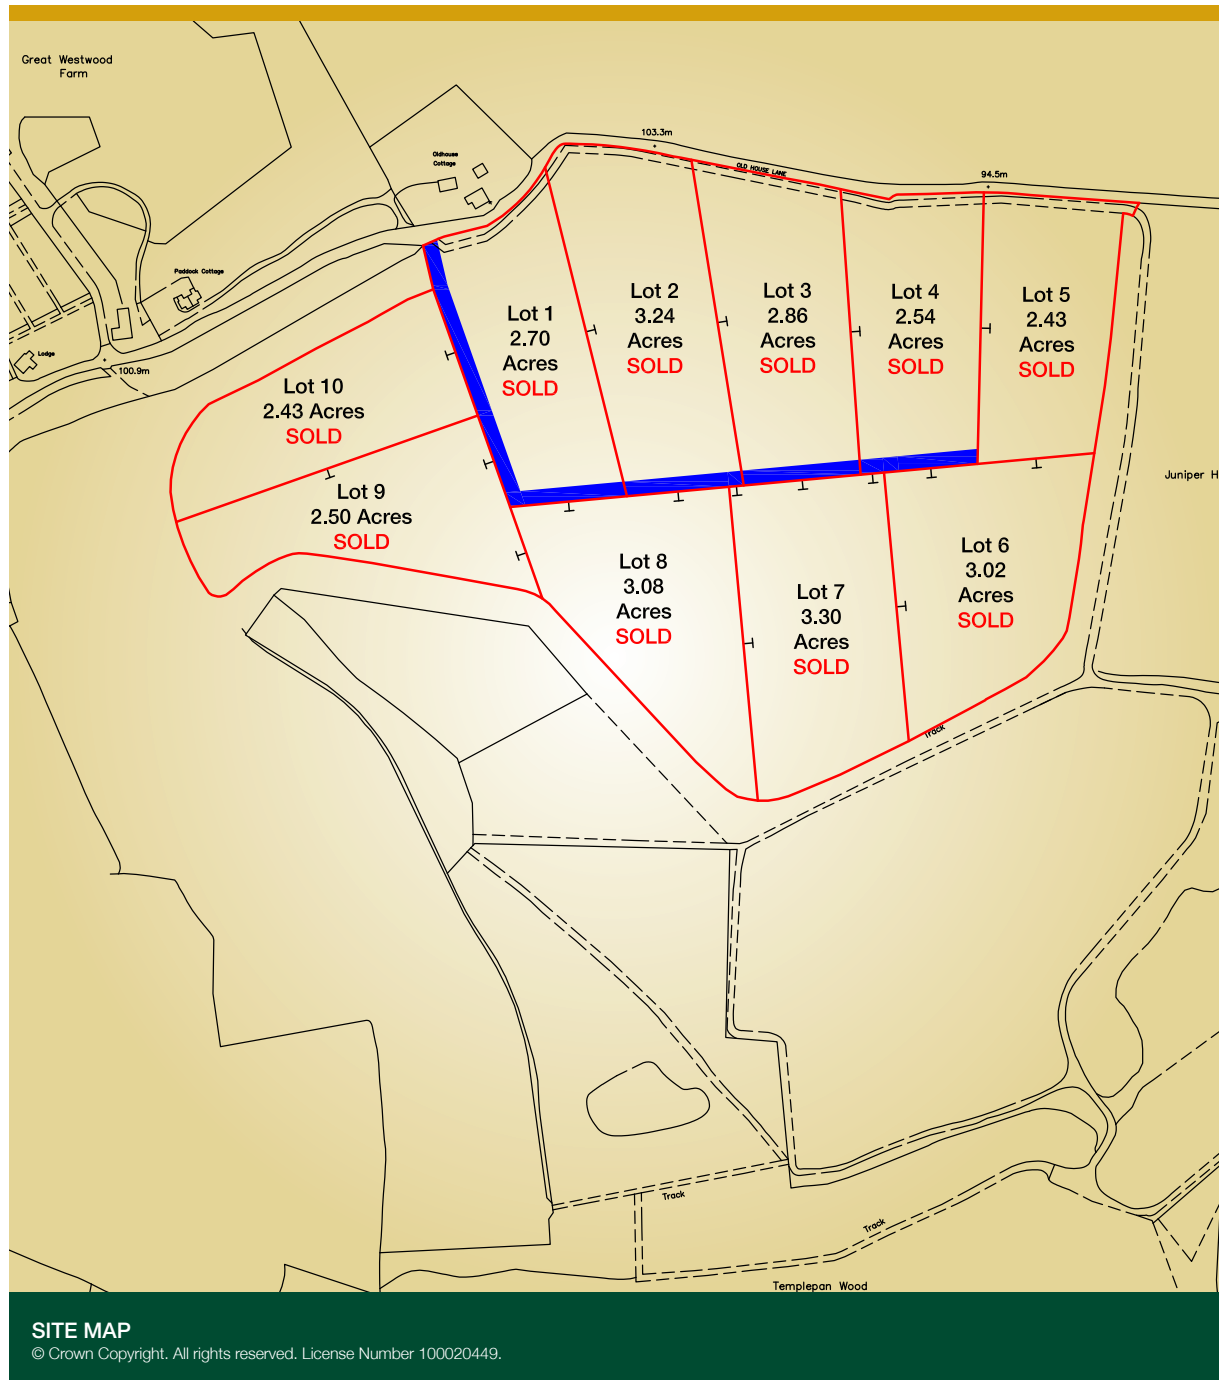 Great Westwood
Farm
103.3m
Oldhouse
Cottage
OLD HOUSE LANE
94.5m
Paddock Cottage
Lodge
100.9m
Lot 1
2.70
Acres
SOLD
Lot 2
3.24
Acres
SOLD
Lot 3
2.86
Acres
SOLD
Lot 4
2.54
Acres
SOLD
Lot 5
2.43
Acres
SOLD
Lot 10
2.43 Acres
SOLD
Lot 9
2.50 Acres
SOLD
Juniper H
Lot 8
3.08
Acres
SOLD
Lot 7
3.30
Acres
SOLD
Lot 6
3.02
Acres
SOLD
Track
Track
Track
Templepan Wood
SITE MAP
© Crown Copyright. All rights reserved. License Number 100020449.